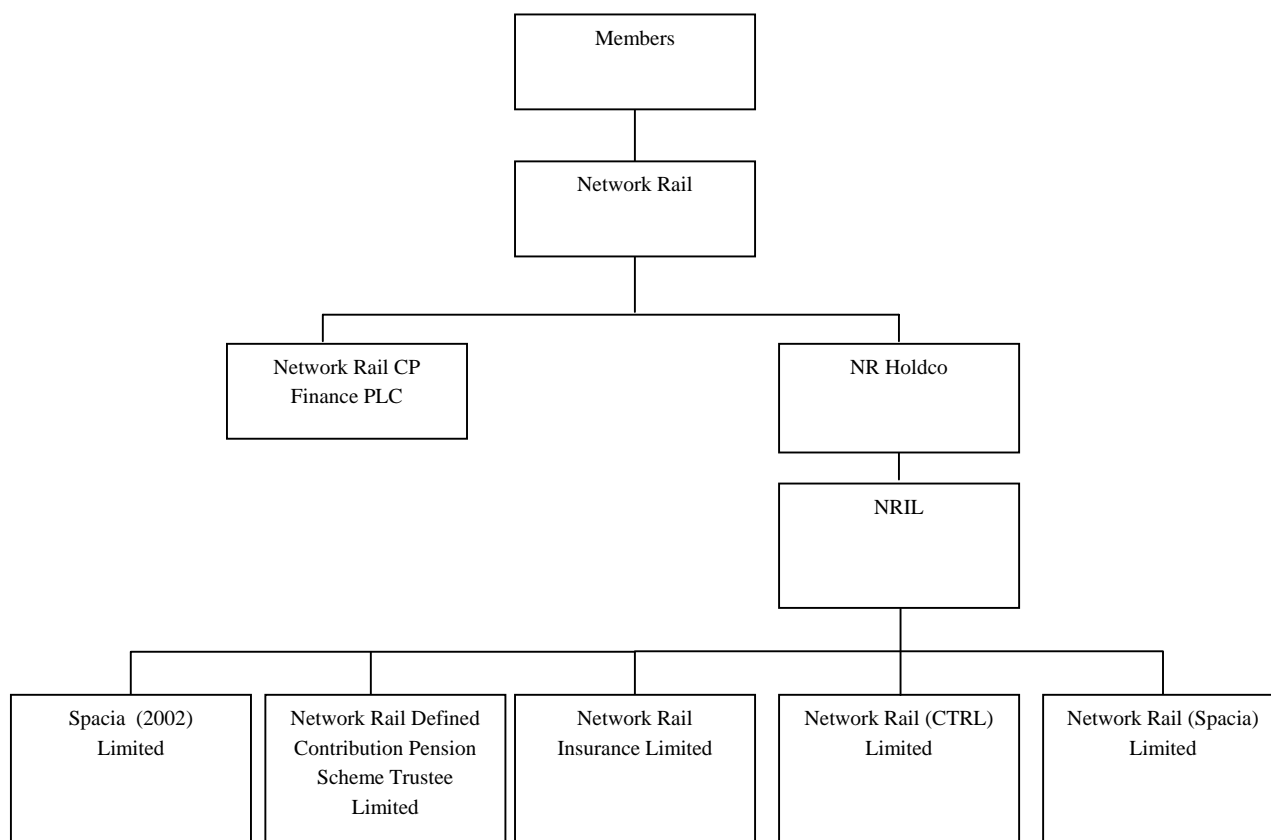 Members
Network Rail
Network Rail CP
Finance PLC
NR Holdco
NRIL
Spacia (2002)
Limited
Network Rail Defined
Contribution Pension
Scheme Trustee
Limited
Network Rail
Insurance Limited
Network Rail (CTRL)
Limited
Network Rail (Spacia)
Limited